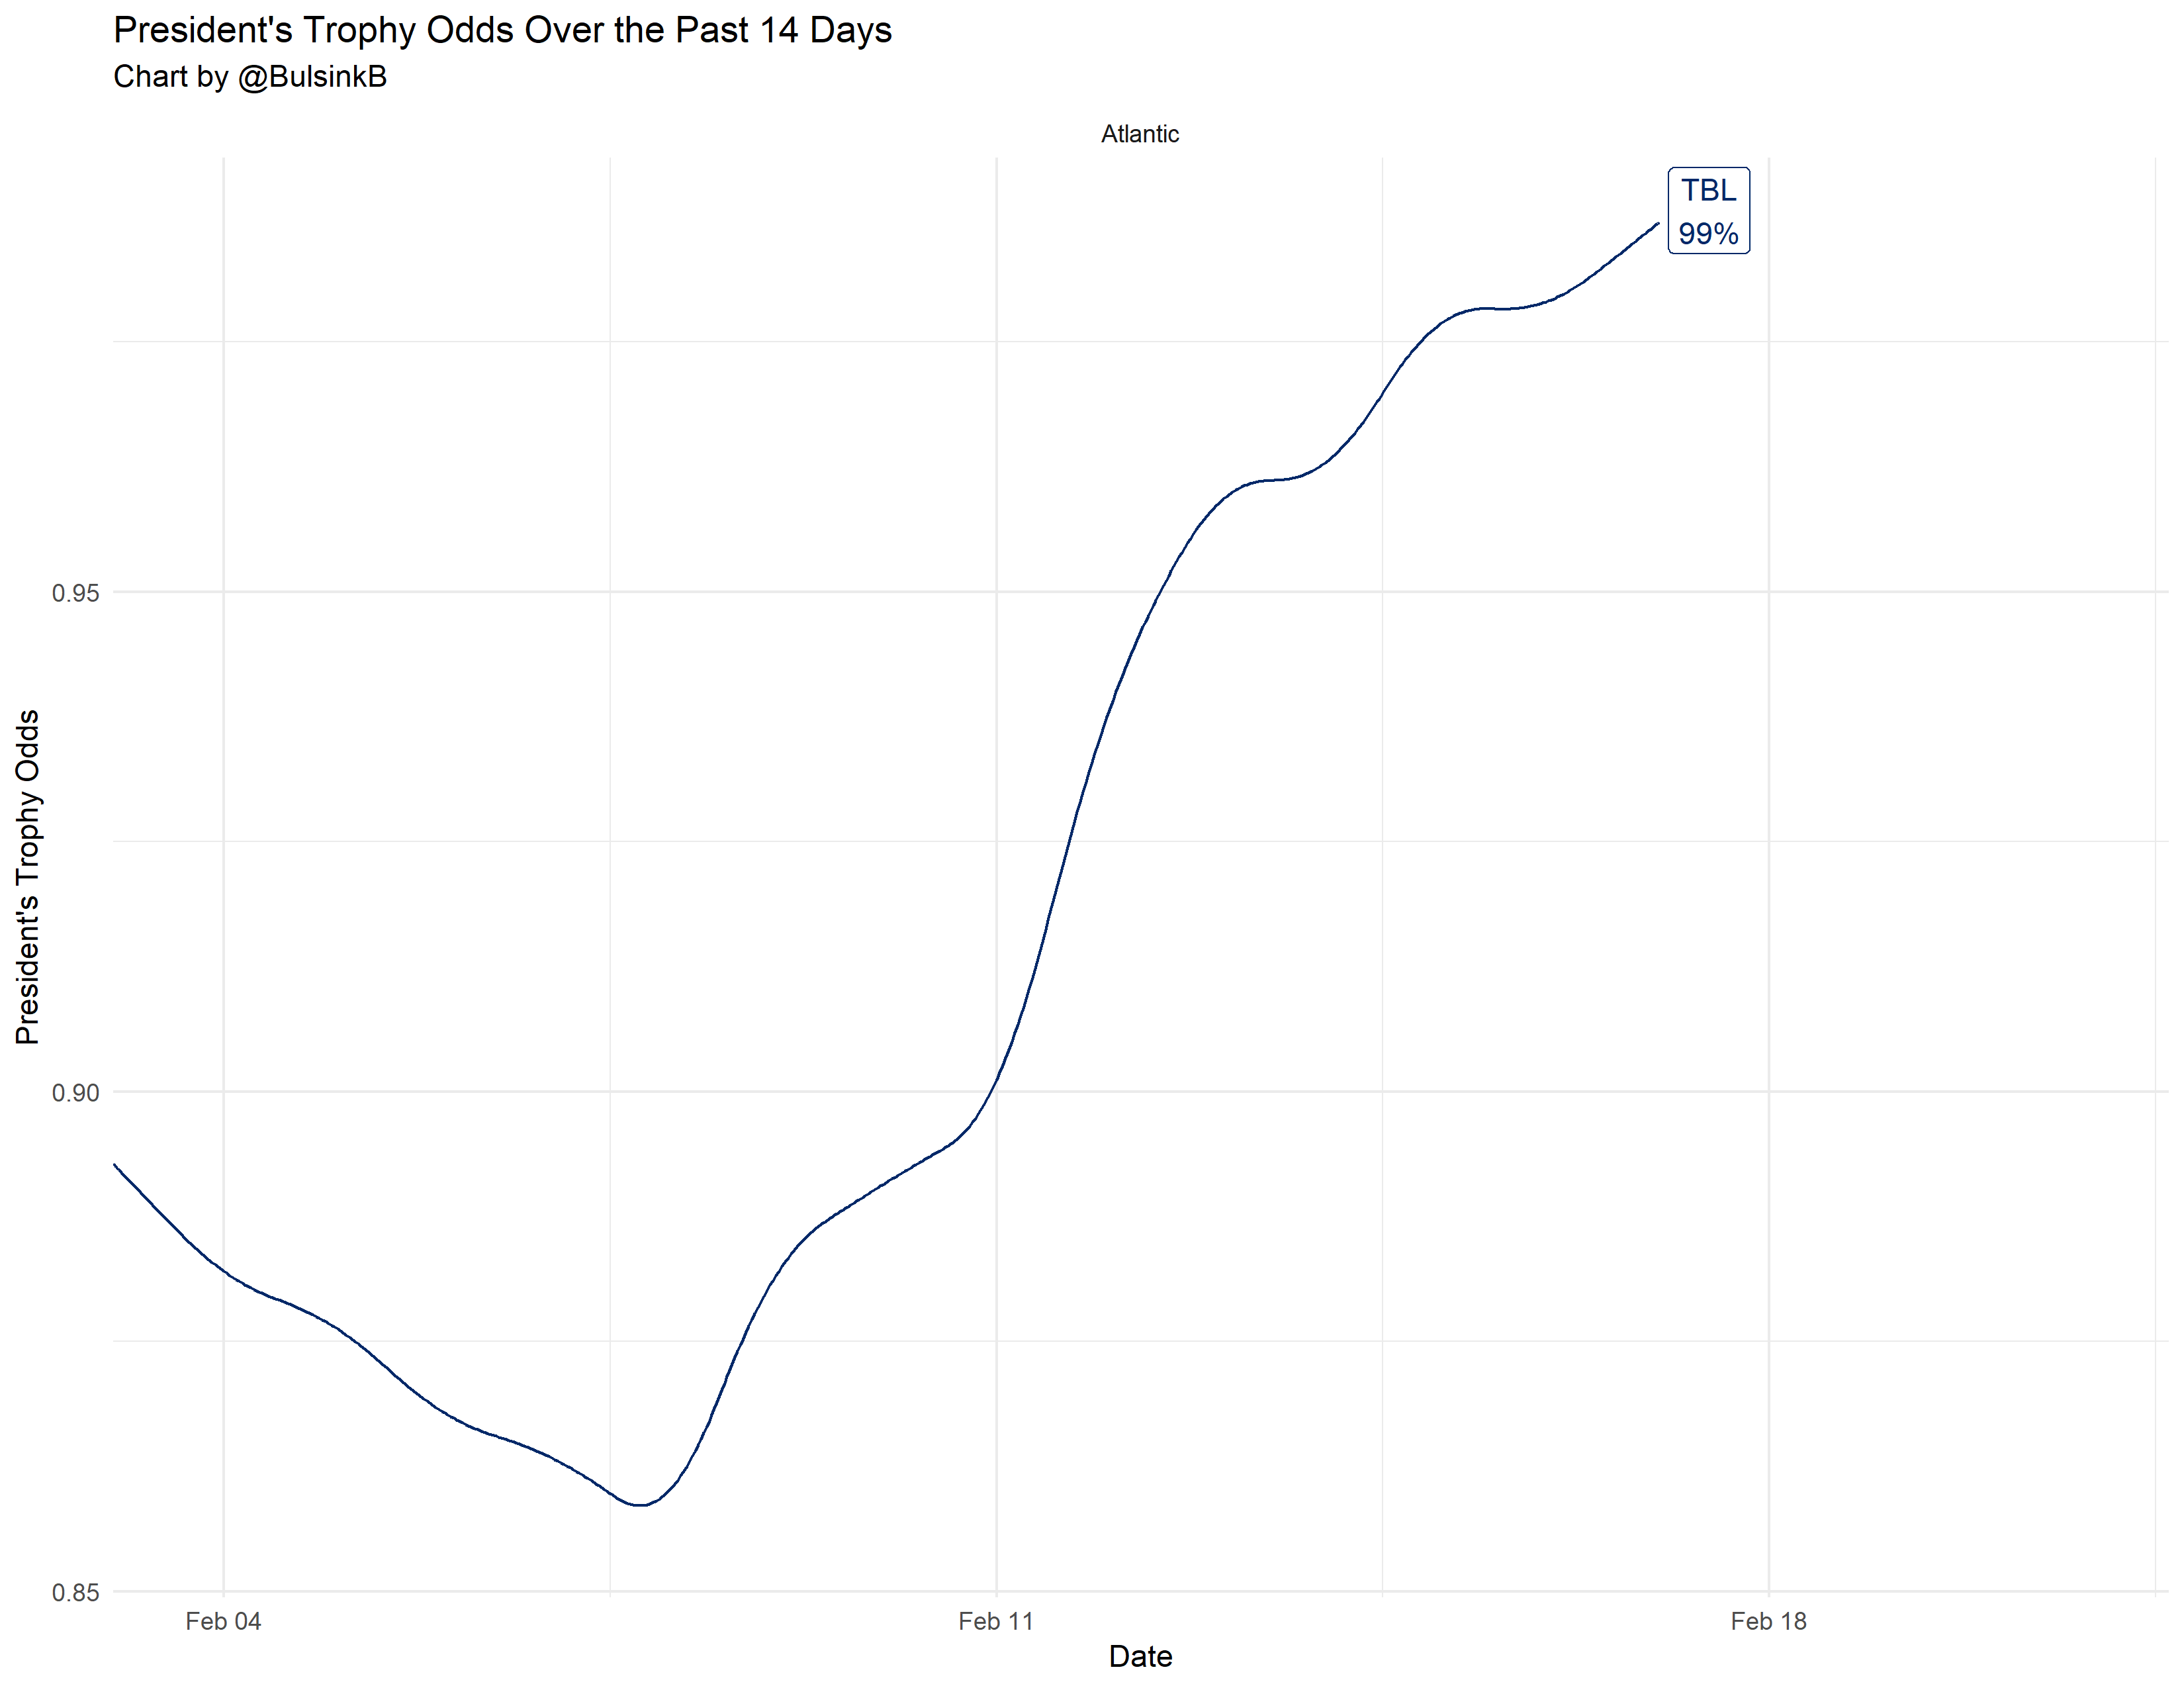 President's Trophy Odds Over the Past 14 Days
Chart by @BulsinkB
Atlantic
TBL
99%
0.95
0.90
0.85
President's Trophy Odds
Feb 04
Feb 11
Feb 18
Date